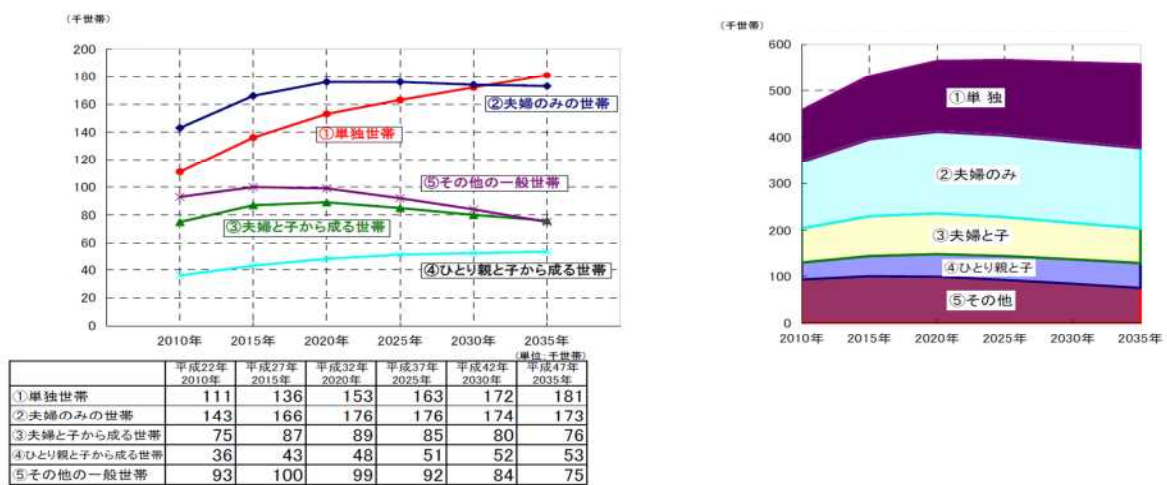 （千世帯）
200
180
160
140
120
100
80
60
40
20
0
②夫婦のみの世帯
①単独世帯
⑤その他の一般世帯
③夫婦と子から成る世帯
④ひとり親と子から成る世帯
2010年 2015年 2020年 2025年 2030年 2035年
（単位：千世帯）
平成22年 平成27年 平成32年 平成37年 平成42年 平成47年
2010年 2015年 2020年 2025年 2030年 2035年
①単独世帯 111 136 153 163 172 181
②夫婦のみの世帯 143 166 176 176 174 173
③夫婦と子から成る世帯 75 87 89 85 80 76
④ひとり親と子から成る世帯 36 43 48 51 52 53
⑤その他の一般世帯 93 100 99 92 84 75
（千世帯）
600
500
400
300
200
100
0
①単 独
②夫婦のみ
③夫婦と子
④ひとり親と子
⑤その他
2010年 2015年 2020年 2025年 2030年 2035年